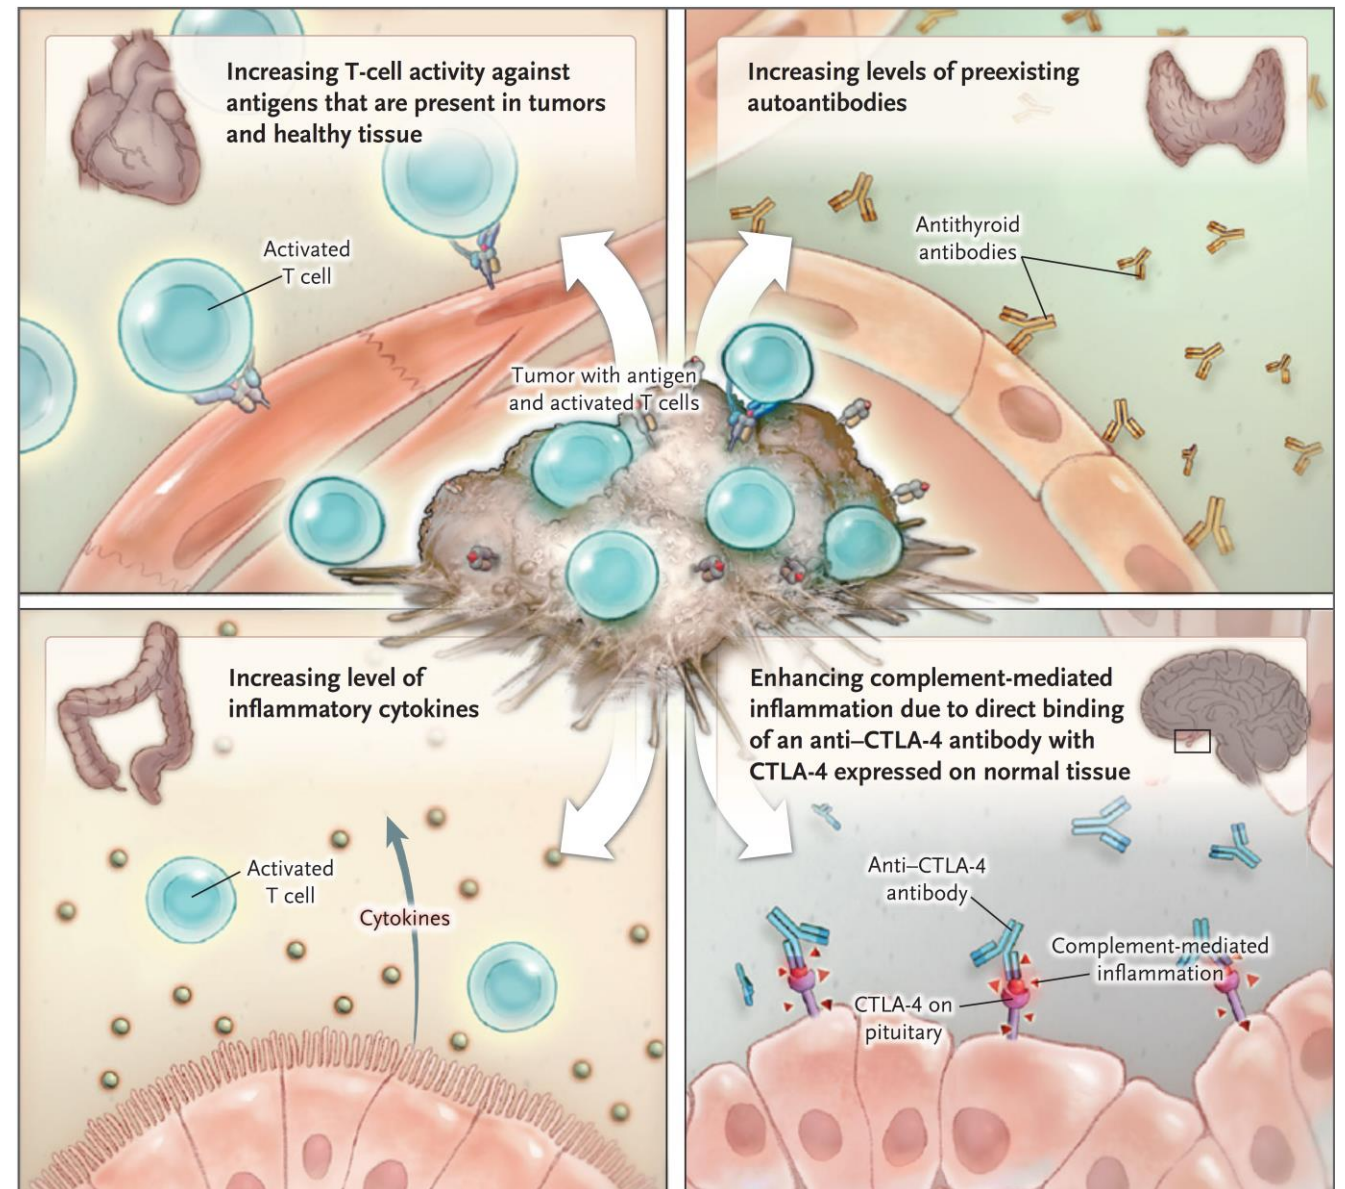 Increasing T-cell activity against
antigens that are present in tumors
and healthy tissue
Activated
T cell
Increasing levels of preexisting
autoantibodies
Antithyroid
antibodies
Tumor with antigen
and activated T cells
Increasing level of
inflammatory cytokines
Activated
T cell
Cytokines
Enhancing complement-mediated
inflammation due to direct binding
of an anti–CTLA-4 antibody with
CTLA-4 expressed on normal tissue
Anti–CTLA-4
antibody
Complement-mediated
inflammation
CTLA-4 on
pituitary